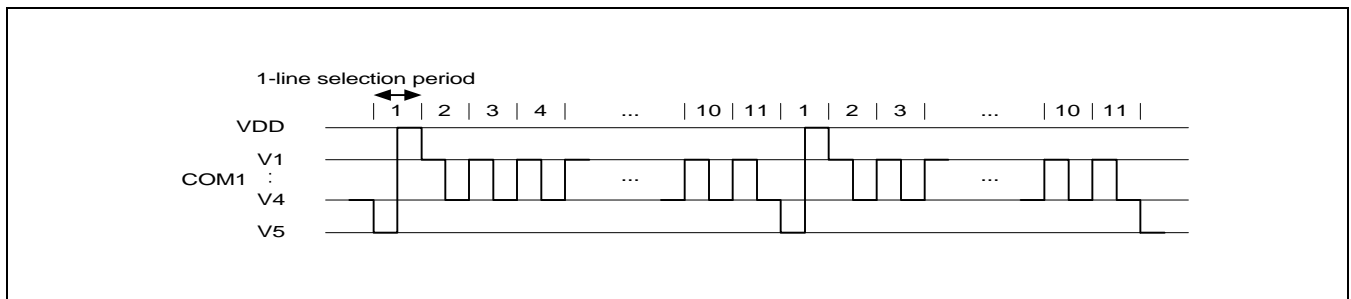 1-line selection period
| 1 | 2 | 3 | 4 | ... | 10 | 11 | 1 | 2 | 3 | ... | 10 | 11 |
VDD
V1
COM1 : ... ...
V4
V5